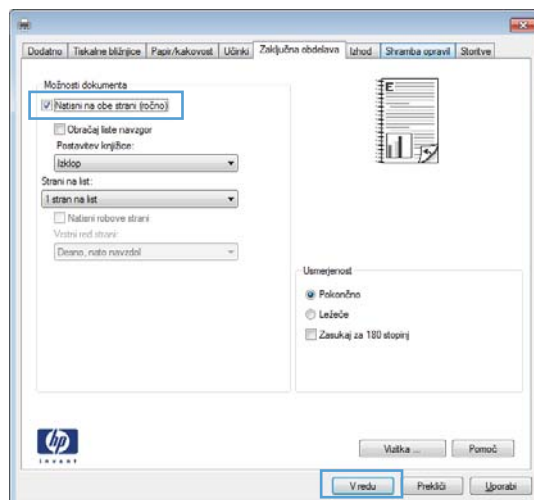 Dodatno Tiskalne bližnjice Papir/kakovost Učinki Zaključna obdelava Izhod Shramba opravil Storitve
Možnosti dokumenta
Natisni na obe strani (ročno)
Obračaj liste navzgor
Postavitev knjižice:
Izklop
Strani na list:
1 stran na list
Natisni robove strani
Vrstni red strani:
Desno, nato navzdol
E
Usmerjenost
Pokončno
Ležeče
Zasukaj za 180 stopinj
hp
invent
Vizitka ... Pomoč
V redu Prekliči Uporabi